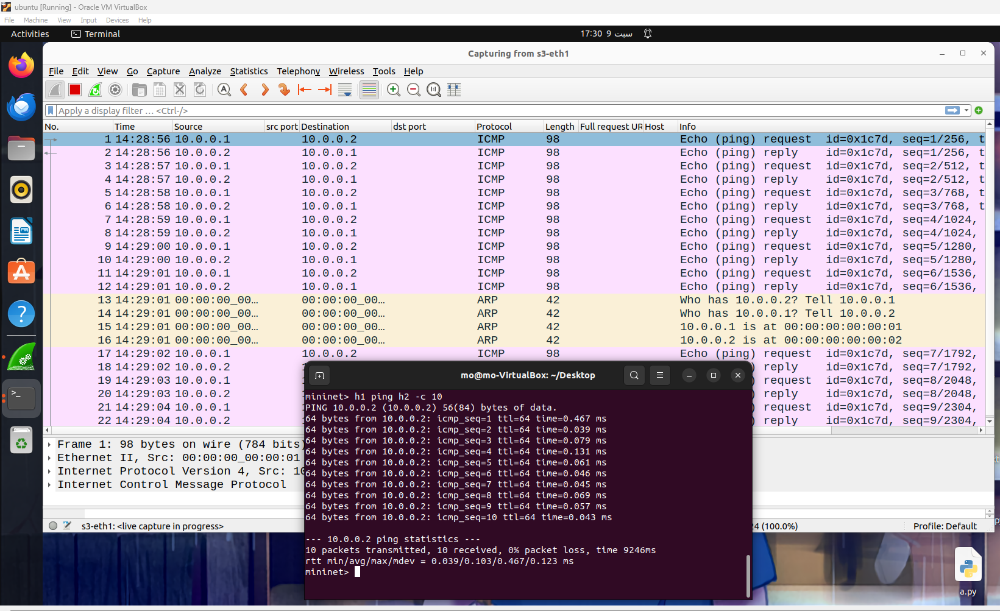 ubuntu [Running] - Oracle VM VirtualBox
File Machine View Input Devices Help
Activities Terminal 17:30 9 سبت
Capturing from s3-eth1
File Edit View Go Capture Analyze Statistics Telephony Wireless Tools Help
Apply a display filter … <Ctrl-/>
No. Time Source src port Destination dst port Protocol Length Full request UR Host Info
1 14:28:56 10.0.0.1 10.0.0.2 ICMP 98 Echo (ping) request id=0x1c7d, seq=1/256, t
2 14:28:56 10.0.0.2 10.0.0.1 ICMP 98 Echo (ping) reply id=0x1c7d, seq=1/256, t
3 14:28:57 10.0.0.1 10.0.0.2 ICMP 98 Echo (ping) request id=0x1c7d, seq=2/512, t
4 14:28:57 10.0.0.2 10.0.0.1 ICMP 98 Echo (ping) reply id=0x1c7d, seq=2/512, t
5 14:28:58 10.0.0.1 10.0.0.2 ICMP 98 Echo (ping) request id=0x1c7d, seq=3/768, t
6 14:28:58 10.0.0.2 10.0.0.1 ICMP 98 Echo (ping) reply id=0x1c7d, seq=3/768, t
7 14:28:59 10.0.0.1 10.0.0.2 ICMP 98 Echo (ping) request id=0x1c7d, seq=4/1024,
8 14:28:59 10.0.0.2 10.0.0.1 ICMP 98 Echo (ping) reply id=0x1c7d, seq=4/1024,
9 14:29:00 10.0.0.1 10.0.0.2 ICMP 98 Echo (ping) request id=0x1c7d, seq=5/1280,
10 14:29:00 10.0.0.2 10.0.0.1 ICMP 98 Echo (ping) reply id=0x1c7d, seq=5/1280,
11 14:29:01 10.0.0.1 10.0.0.2 ICMP 98 Echo (ping) request id=0x1c7d, seq=6/1536,
12 14:29:01 10.0.0.2 10.0.0.1 ICMP 98 Echo (ping) reply id=0x1c7d, seq=6/1536,
13 14:29:01 00:00:00_00… 00:00:00_00… ARP 42 Who has 10.0.0.2? Tell 10.0.0.1
14 14:29:01 00:00:00_00… 00:00:00_00… ARP 42 Who has 10.0.0.1? Tell 10.0.0.2
15 14:29:01 00:00:00_00… 00:00:00_00… ARP 42 10.0.0.1 is at 00:00:00:00:00:01
16 14:29:01 00:00:00_00… 00:00:00_00… ARP 42 10.0.0.2 is at 00:00:00:00:00:02
17 14:29:02 10.0.0.1 10.0.0.2 ICMP 98 Echo (ping) request id=0x1c7d, seq=7/1792,
18 14:29:02 10.0.0.2 ) reply id=0x1c7d, seq=7/1792,
19 14:29:03 10.0.0.1 ) request id=0x1c7d, seq=8/2048,
20 14:29:03 10.0.0.2 ) reply id=0x1c7d, seq=8/2048,
21 14:29:04 10.0.0.1 ) request id=0x1c7d, seq=9/2304,
22 14:29:04 10.0.0.2 ) reply id=0x1c7d, seq=9/2304,
Frame 1: 98 bytes on wire (784 bits)
Ethernet II, Src: 00:00:00_00:00:01
Internet Protocol Version 4, Src: 10
Internet Control Message Protocol
s3-eth1: <live capture in progress> 24 (100.0%) Profile: Default
mo@mo-VirtualBox: ~/Desktop
mininet> h1 ping h2 -c 10
PING 10.0.0.2 (10.0.0.2) 56(84) bytes of data.
64 bytes from 10.0.0.2: icmp_seq=1 ttl=64 time=0.467 ms
64 bytes from 10.0.0.2: icmp_seq=2 ttl=64 time=0.039 ms
64 bytes from 10.0.0.2: icmp_seq=3 ttl=64 time=0.079 ms
64 bytes from 10.0.0.2: icmp_seq=4 ttl=64 time=0.131 ms
64 bytes from 10.0.0.2: icmp_seq=5 ttl=64 time=0.061 ms
64 bytes from 10.0.0.2: icmp_seq=6 ttl=64 time=0.046 ms
64 bytes from 10.0.0.2: icmp_seq=7 ttl=64 time=0.045 ms
64 bytes from 10.0.0.2: icmp_seq=8 ttl=64 time=0.069 ms
64 bytes from 10.0.0.2: icmp_seq=9 ttl=64 time=0.057 ms
64 bytes from 10.0.0.2: icmp_seq=10 ttl=64 time=0.043 ms
--- 10.0.0.2 ping statistics ---
10 packets transmitted, 10 received, 0% packet loss, time 9246ms
rtt min/avg/max/mdev = 0.039/0.103/0.467/0.123 ms
mininet>
a.py